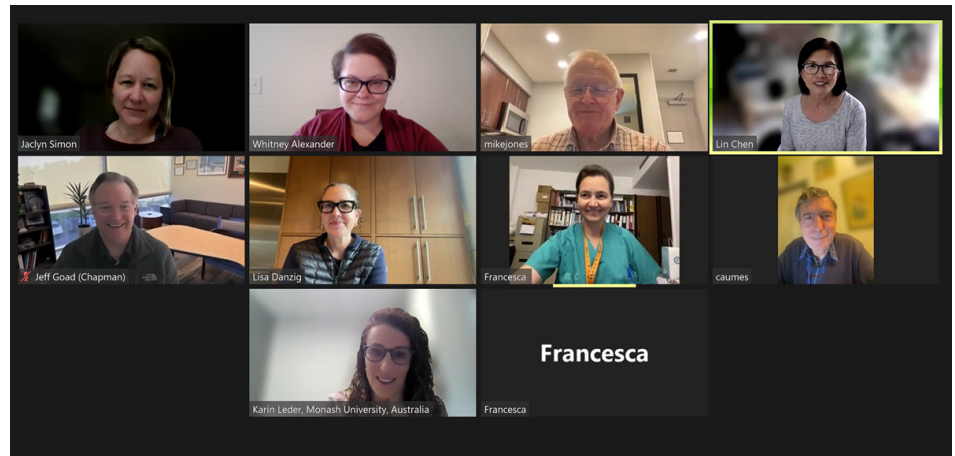 Jaclyn Simon
Whitney Alexander
mikejones
Lin Chen
Jeff Goad (Chapman)
Lisa Danzig
Francesca
caumes
Karin Leder, Monash University, Australia
Francesca
Francesca